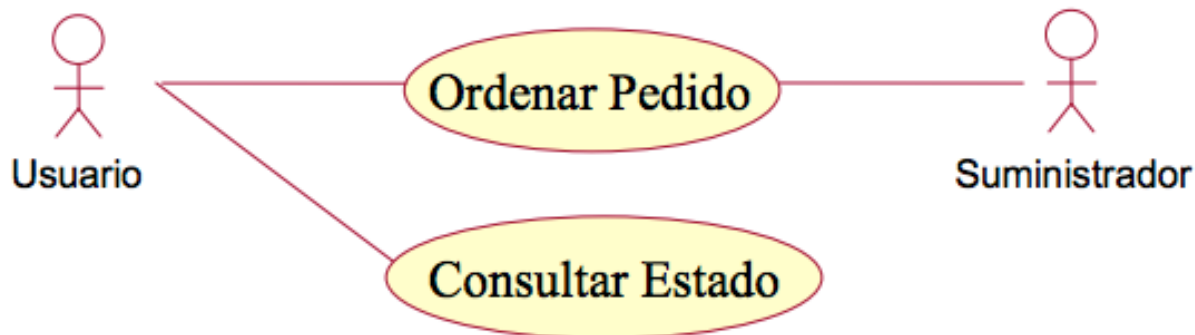 Ordenar Pedido
Usuario
Suministrador
Consultar Estado